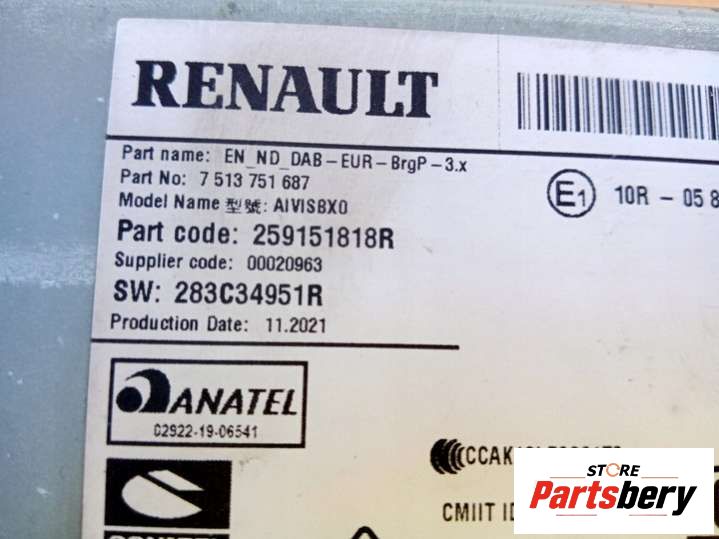 RENAULT
Part name: EN_ND_DAB-EUR-BrgP-3.x
Part No: 7 513 751 687
Model Name 型號: AIVISBX0
Part code: 259151818R
Supplier code: 00020963
SW: 283C34951R
Production Date: 11.2021
E1
10R - 05 8
ANATEL
02922-19-06541
CMIIT ID
STORE
Partsbery